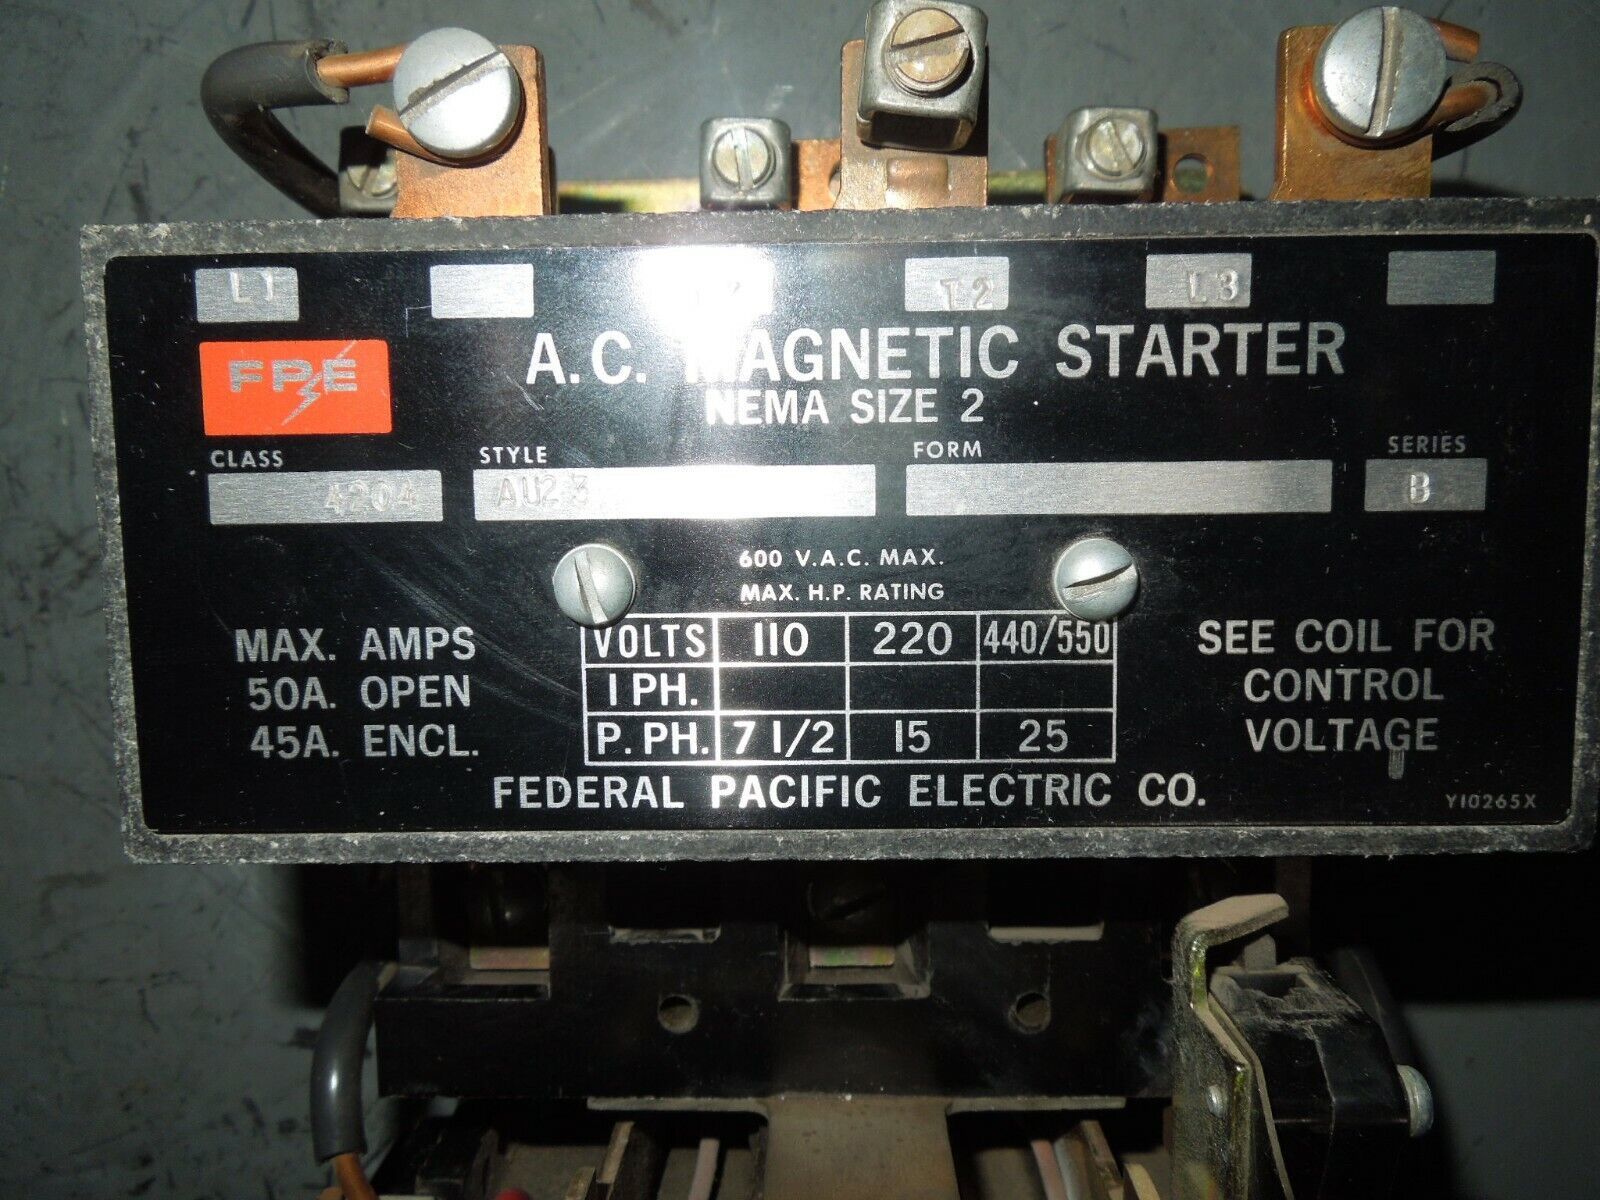 L1 T2 L3
FPE
A.C. MAGNETIC STARTER
NEMA SIZE 2
CLASS STYLE FORM SERIES
4204 AU23 B
600 V.A.C. MAX.
MAX. H.P. RATING
MAX. AMPS
50A. OPEN
45A. ENCL.
VOLTS 110 220 440/550
1 PH.
P. PH. 7 1/2 15 25
SEE COIL FOR
CONTROL
VOLTAGE
FEDERAL PACIFIC ELECTRIC CO.
Y10265X